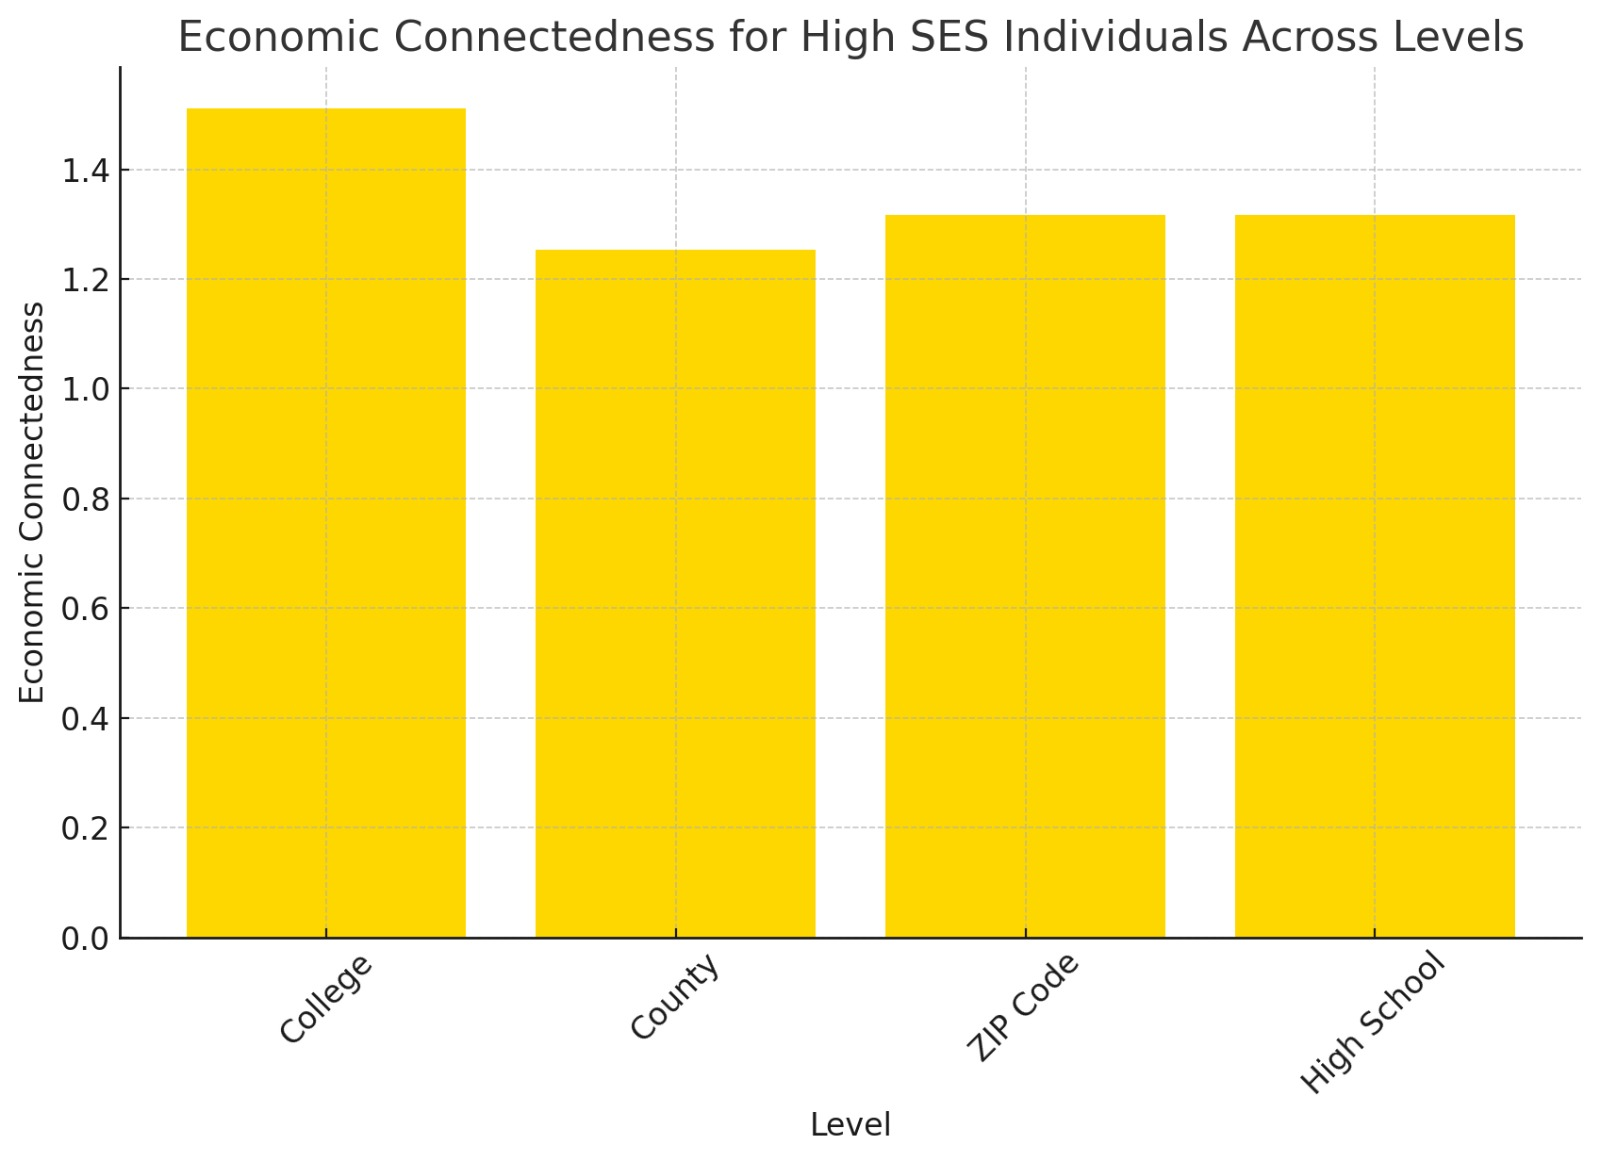 Economic Connectedness for High SES Individuals Across Levels
Economic Connectedness
1.4
1.2
1.0
0.8
0.6
0.4
0.2
0.0
College
County
ZIP Code
High School
Level